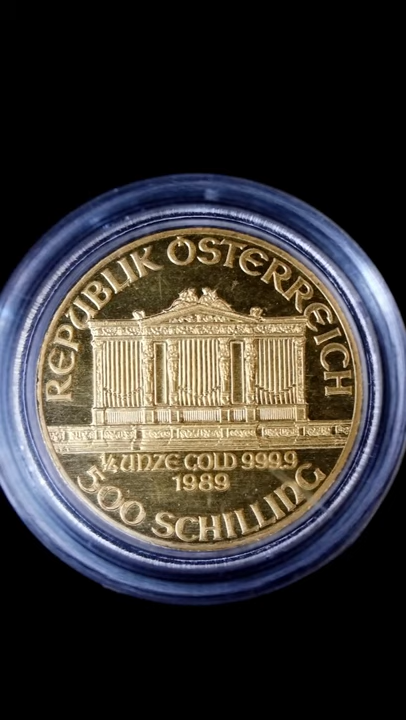 REPUBLIK ÖSTERREICH
¼ UNZE GOLD 999.9
1989
500 SCHILLING